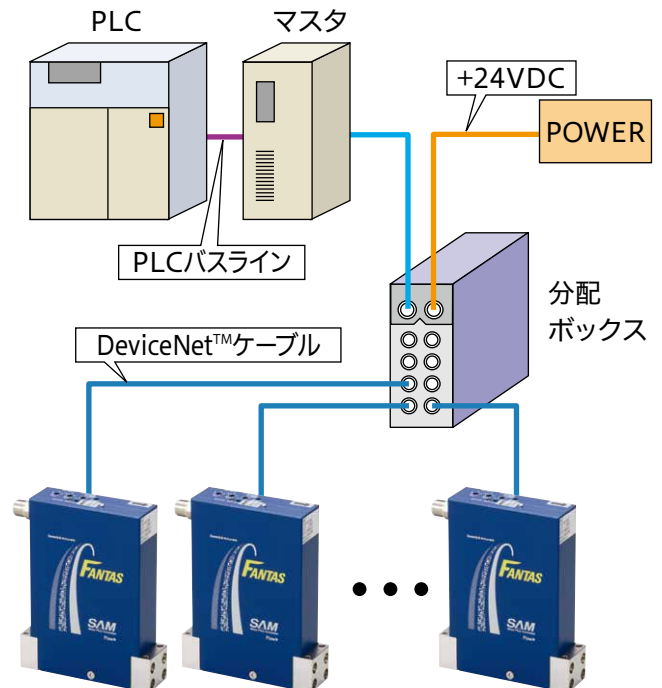 PLC
マスタ
+24VDC
POWER
PLCバスライン
分配
ボックス
DeviceNet™ケーブル
FANTAS
SAM
FANTAS
SAM
FANTAS
SAM